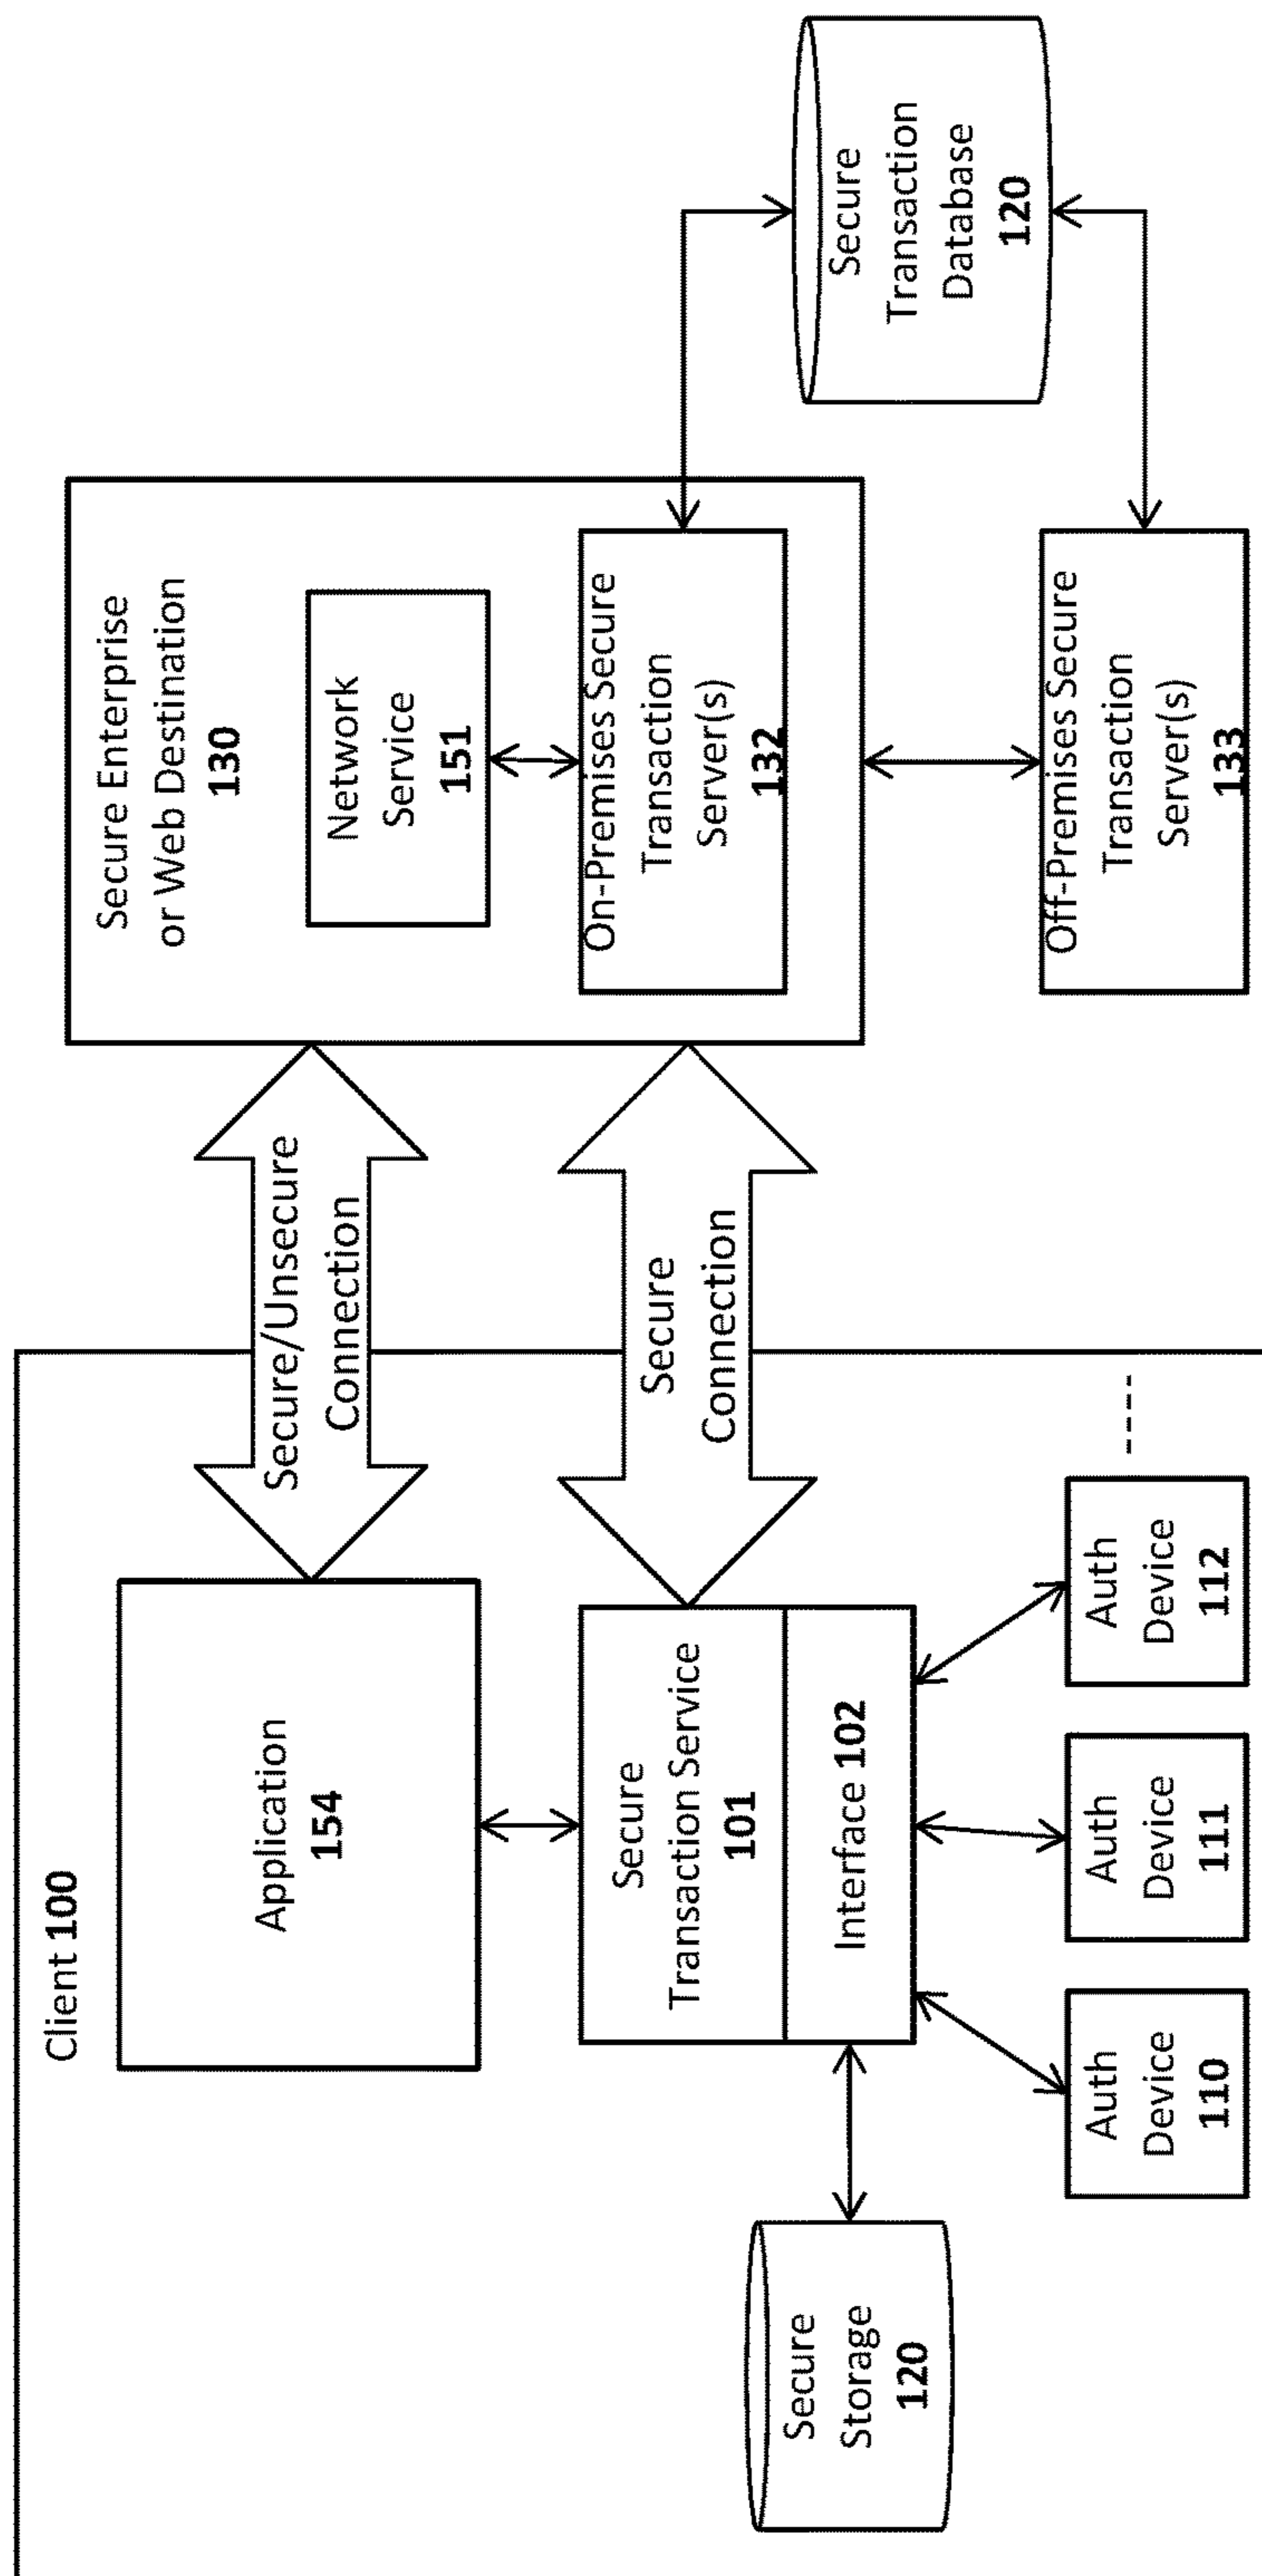 Client 100
Application
154
Secure
Transaction Service
101
Interface 102
Secure
Storage
120
Auth
Device
110
Auth
Device
111
Auth
Device
112
Secure/Unsecure
Connection
Secure
Connection
Secure Enterprise
or Web Destination
130
Network
Service
151
On-Premises Secure
Transaction
Server(s)
132
Off-Premises Secure
Transaction
Server(s)
133
Secure
Transaction
Database
120